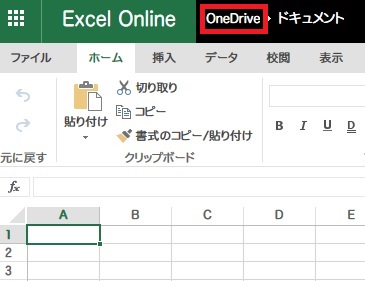 Excel Online OneDrive ▸ ドキュメント
ファイル ホーム 挿入 データ 校閲 表示
貼り付け
切り取り
コピー
書式のコピー/貼り付け
B I U D
元に戻す クリップボード
fx
A B C D E
1
2
3